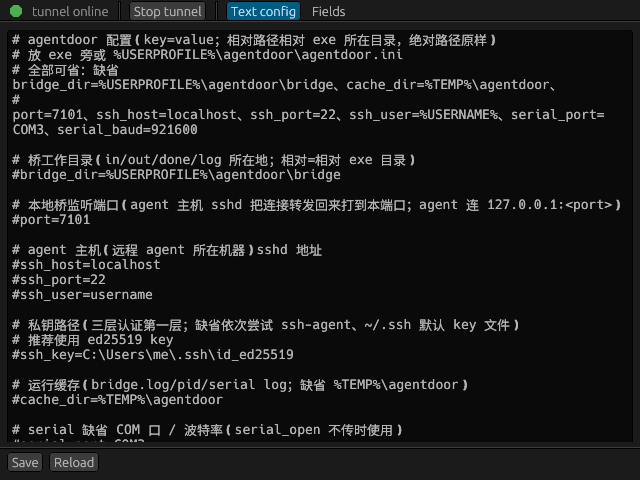 tunnel online Stop tunnel Text config Fields
# agentdoor 配置(key=value；相对路径相对 exe 所在目录，绝对路径原样)
# 放 exe 旁或 %USERPROFILE%\agentdoor\agentdoor.ini
# 全部可省：缺省
bridge_dir=%USERPROFILE%\agentdoor\bridge、cache_dir=%TEMP%\agentdoor、
#
port=7101、ssh_host=localhost、ssh_port=22、ssh_user=%USERNAME%、serial_port=
COM3、serial_baud=921600
# 桥工作目录(in/out/done/log 所在地；相对=相对 exe 目录)
#bridge_dir=%USERPROFILE%\agentdoor\bridge
# 本地桥监听端口(agent 主机 sshd 把连接转发回来打到本端口；agent 连 127.0.0.1:<port>)
#port=7101
# agent 主机(远程 agent 所在机器)sshd 地址
#ssh_host=localhost
#ssh_port=22
#ssh_user=username
# 私钥路径(三层认证第一层；缺省依次尝试 ssh-agent、~/.ssh 默认 key 文件)
# 推荐使用 ed25519 key
#ssh_key=C:\Users\me\.ssh\id_ed25519
# 运行缓存(bridge.log/pid/serial log；缺省 %TEMP%\agentdoor)
#cache_dir=%TEMP%\agentdoor
# serial 缺省 COM 口 / 波特率(serial_open 不传时使用)
Save Reload